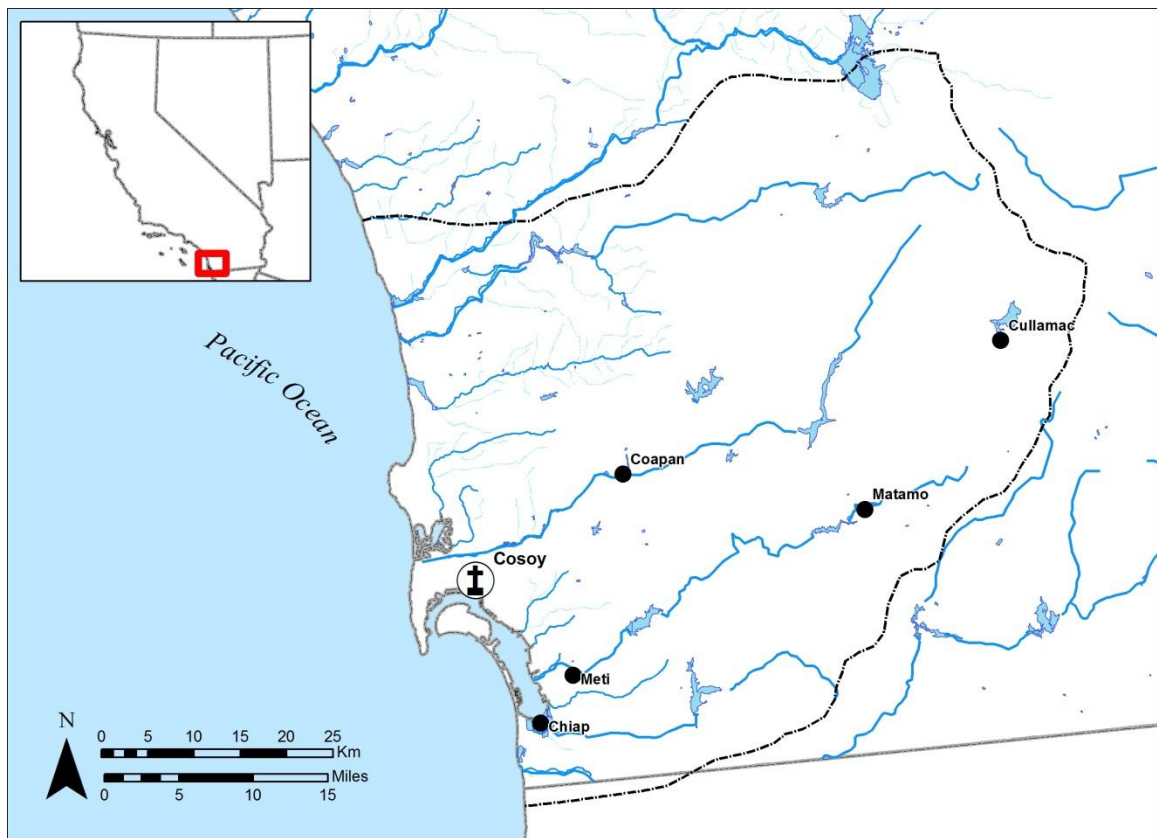 Pacific Ocean
Cullamac
Coapan
Matamo
Cosoy
Meti
Chiap
N
0 5 10 15 20 25
Km
Miles
0 5 10 15